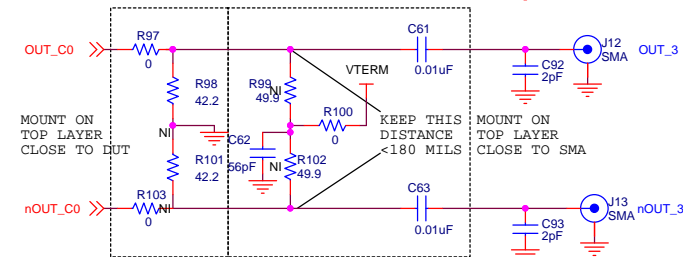 R97
OUT_C0
0
C61
0.01uF
J12
SMA
OUT_3
C92
2pF
R98
42.2
R99
NI
49.9
VTERM
R100
0
MOUNT ON
TOP LAYER
CLOSE TO DUT
NI
C62
56pF
KEEP THIS
DISTANCE
<180 MILS
MOUNT ON
TOP LAYER
CLOSE TO SMA
R101
42.2
NI
R102
49.9
R103
nOUT_C0
NI
0
C63
0.01uF
J13
SMA
nOUT_3
C93
2pF